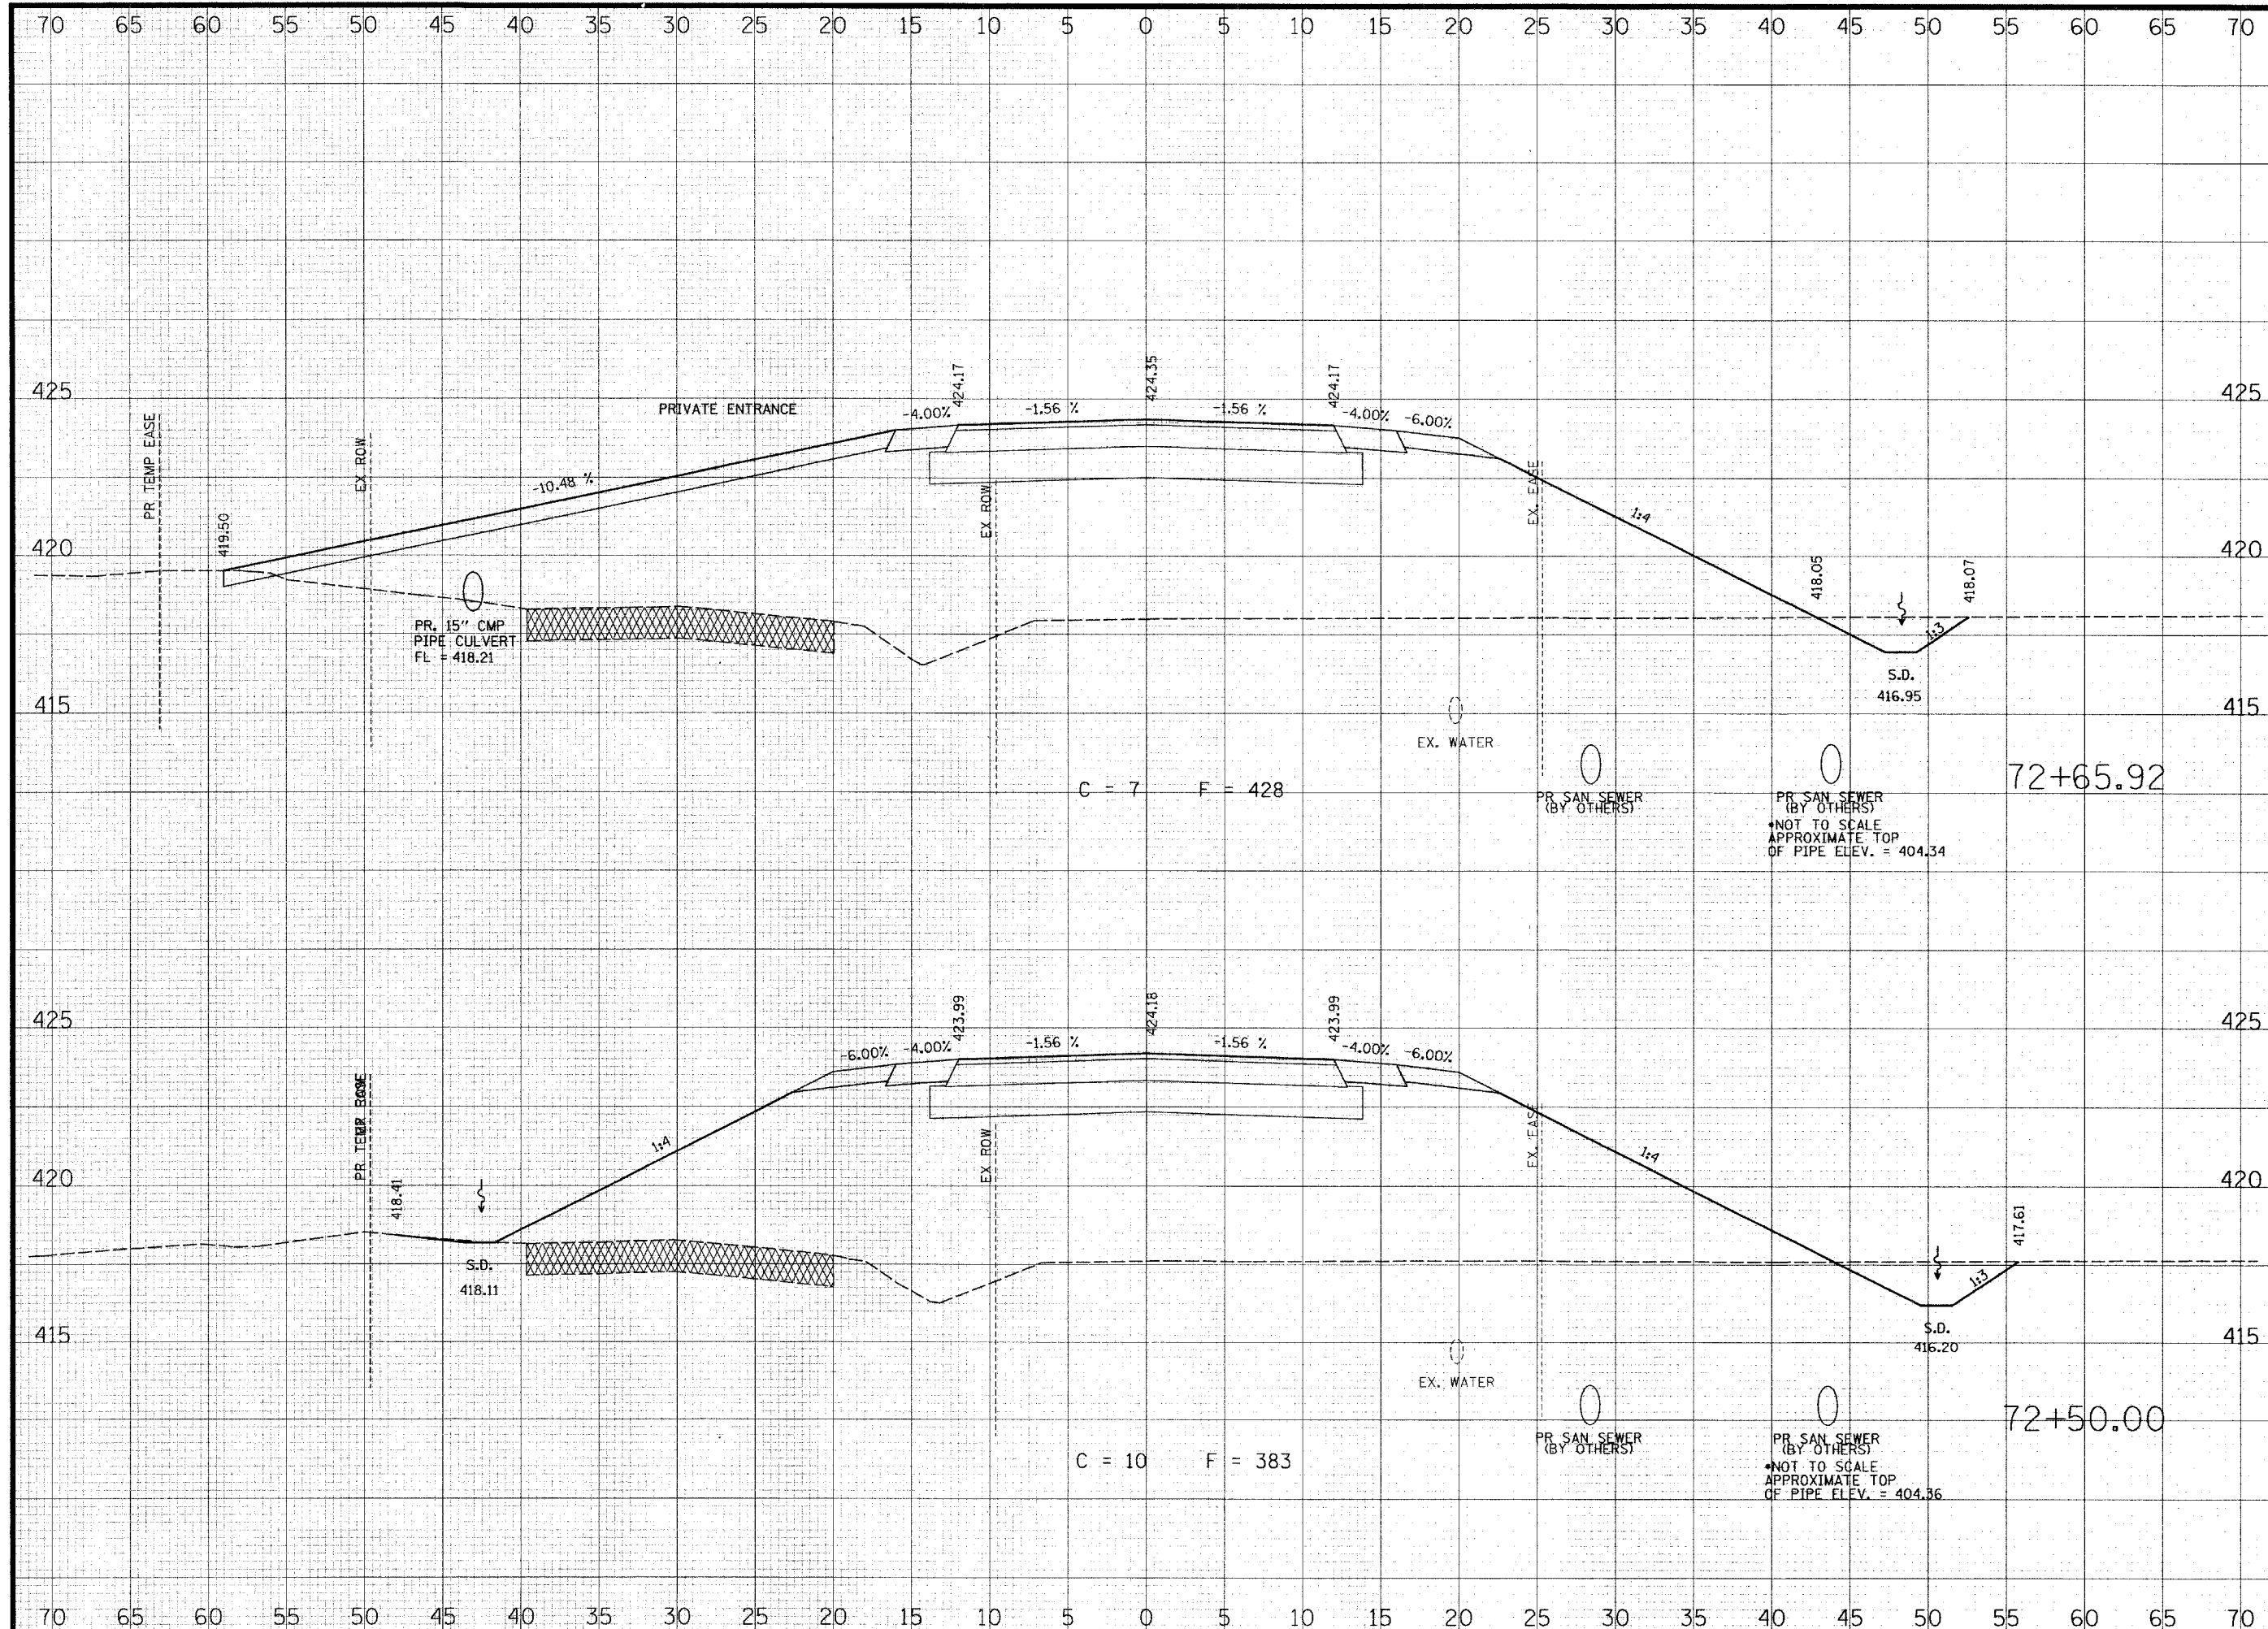 70 65 60 55 50 45 40 35 30 25 20 15 10 5 0 5 10 15 20 25 30 35 40 45 50 55 60 65 70
424.17
424.35
424.17
425
425
PRIVATE ENTRANCE
-4.00%
-1.56 %
-1.56 %
-4.00%
-6.00%
PR TEMP EASE
EX ROW
-10.48 %
EX ROW
EX. EASE
1:4
419.50
420
420
418.05
418.07
PR. 15" CMP
PIPE CULVERT
FL = 418.21
1:3
S.D.
416.95
415
415
EX. WATER
C = 7 F = 428
72+65.92
PR SAN SEWER
(BY OTHERS)
PR SAN SEWER
(BY OTHERS)
*NOT TO SCALE
APPROXIMATE TOP
OF PIPE ELEV. = 404.34
423.99
424.18
423.99
425
425
-6.00%
-4.00%
-1.56 %
-1.56 %
-4.00%
-6.00%
PR TEMP
EX ROW
EX. EASE
1:4
1:4
420
420
418.41
417.61
S.D.
418.11
1:3
S.D.
416.20
415
415
EX. WATER
C = 10 F = 383
72+50.00
PR SAN SEWER
(BY OTHERS)
PR SAN SEWER
(BY OTHERS)
*NOT TO SCALE
APPROXIMATE TOP
OF PIPE ELEV. = 404.36
70 65 60 55 50 45 40 35 30 25 20 15 10 5 0 5 10 15 20 25 30 35 40 45 50 55 60 65 70